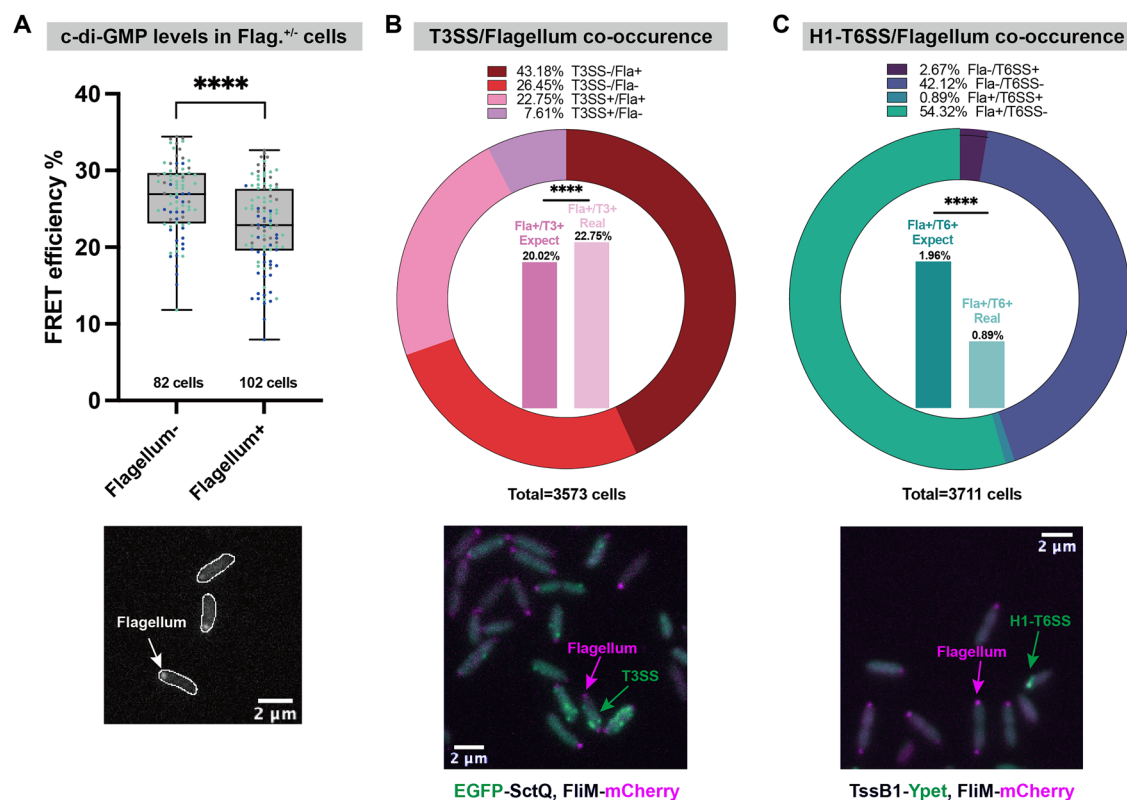 A
c-di-GMP levels in Flag.+/- cells
****
FRET efficiency %
40
30
20
10
0
82 cells
102 cells
Flagellum-
Flagellum+
Flagellum
2 μm
B
T3SS/Flagellum co-occurence
43.18% T3SS-/Fla+
26.45% T3SS-/Fla-
22.75% T3SS+/Fla+
7.61% T3SS+/Fla-
****
Fla+/T3+
Expect
20.02%
Fla+/T3+
Real
22.75%
Total=3573 cells
Flagellum
T3SS
2 μm
EGFP-SctQ, FliM-mCherry
C
H1-T6SS/Flagellum co-occurence
2.67% Fla-/T6SS+
42.12% Fla-/T6SS-
0.89% Fla+/T6SS+
54.32% Fla+/T6SS-
****
Fla+/T6+
Expect
1.96%
Fla+/T6+
Real
0.89%
Total=3711 cells
2 μm
H1-T6SS
Flagellum
TssB1-Ypet, FliM-mCherry